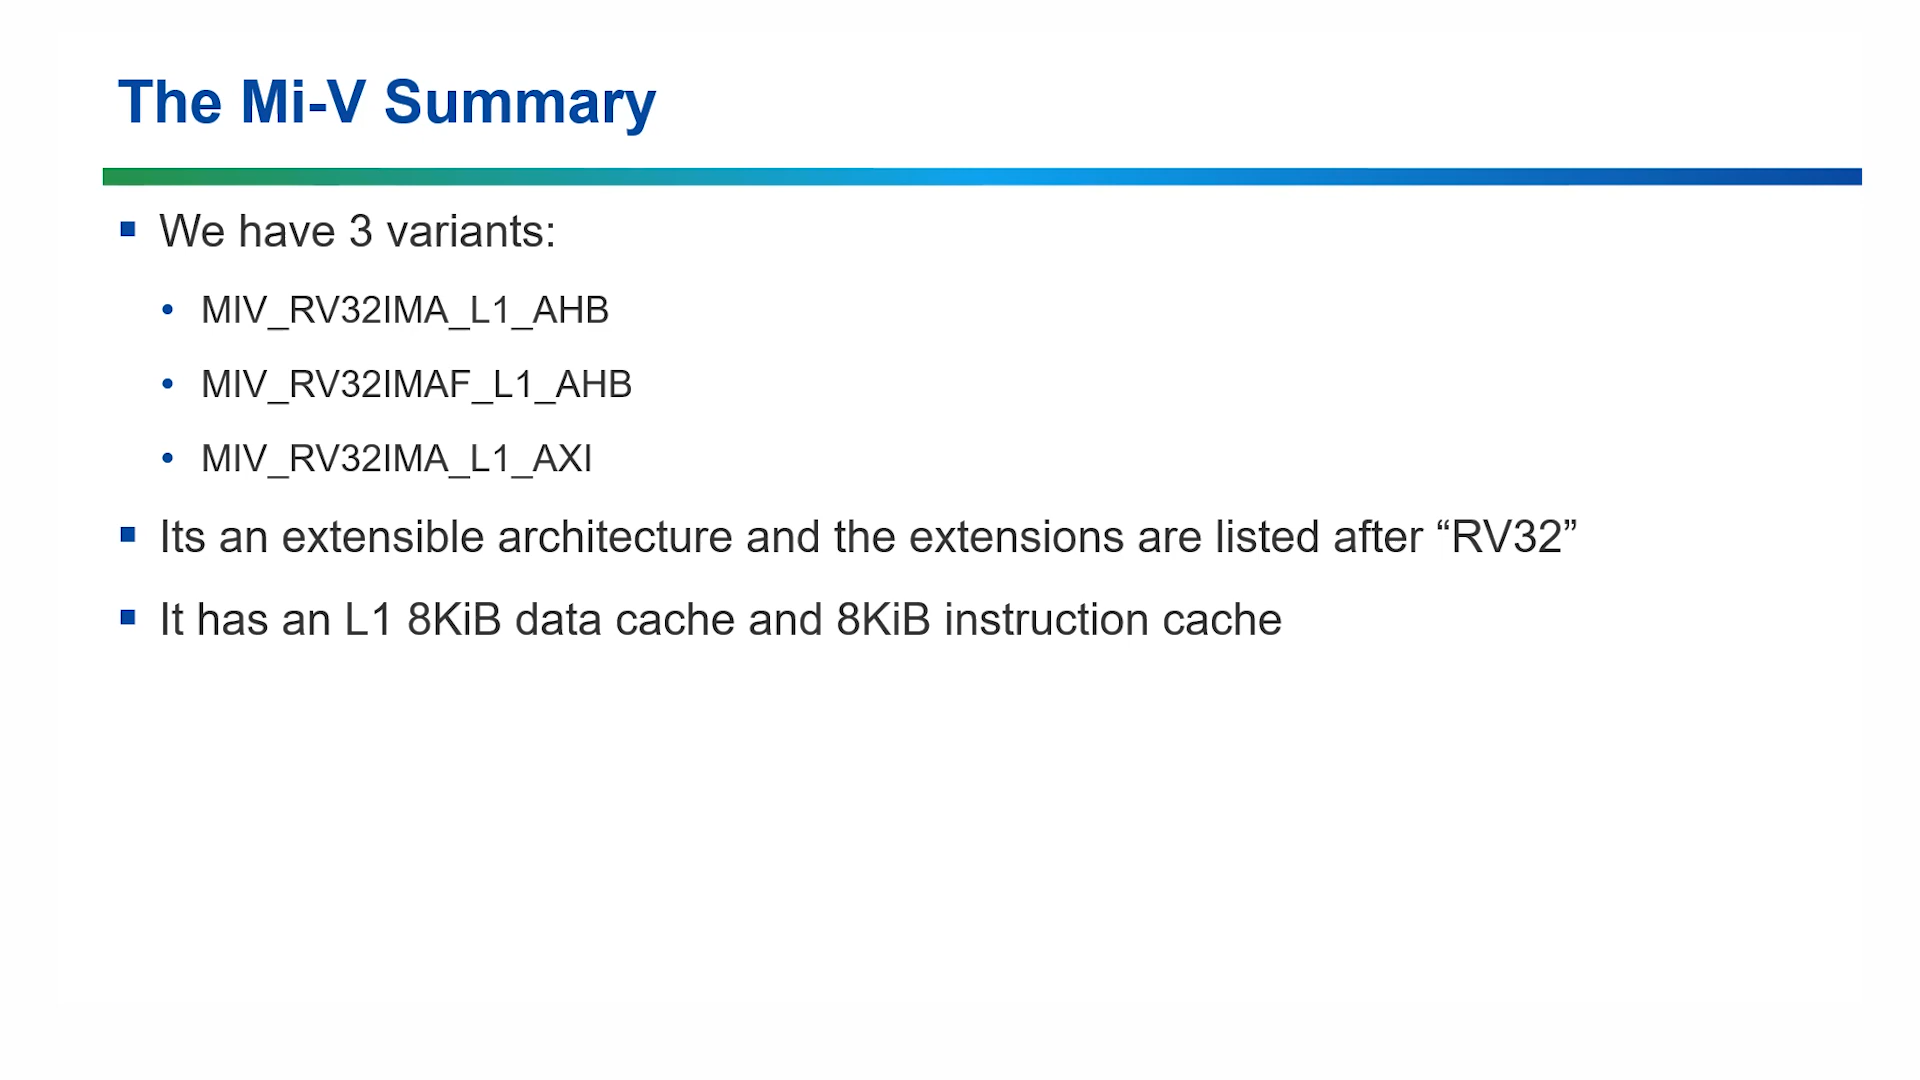 The Mi-V Summary
We have 3 variants:
MIV_RV32IMA_L1_AHB
MIV_RV32IMAF_L1_AHB
MIV_RV32IMA_L1_AXI
Its an extensible architecture and the extensions are listed after “RV32”
It has an L1 8KiB data cache and 8KiB instruction cache